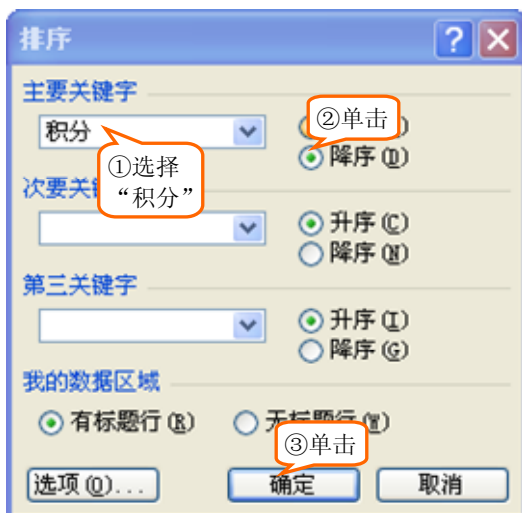 排序
主要关键字
积分
②单击
降序(D)
①选择
“积分”
次要关
升序(C)
降序(N)
第三关键字
升序(I)
降序(G)
我的数据区域
有标题行(R)
无标题行(W)
③单击
选项(O)...
确定
取消